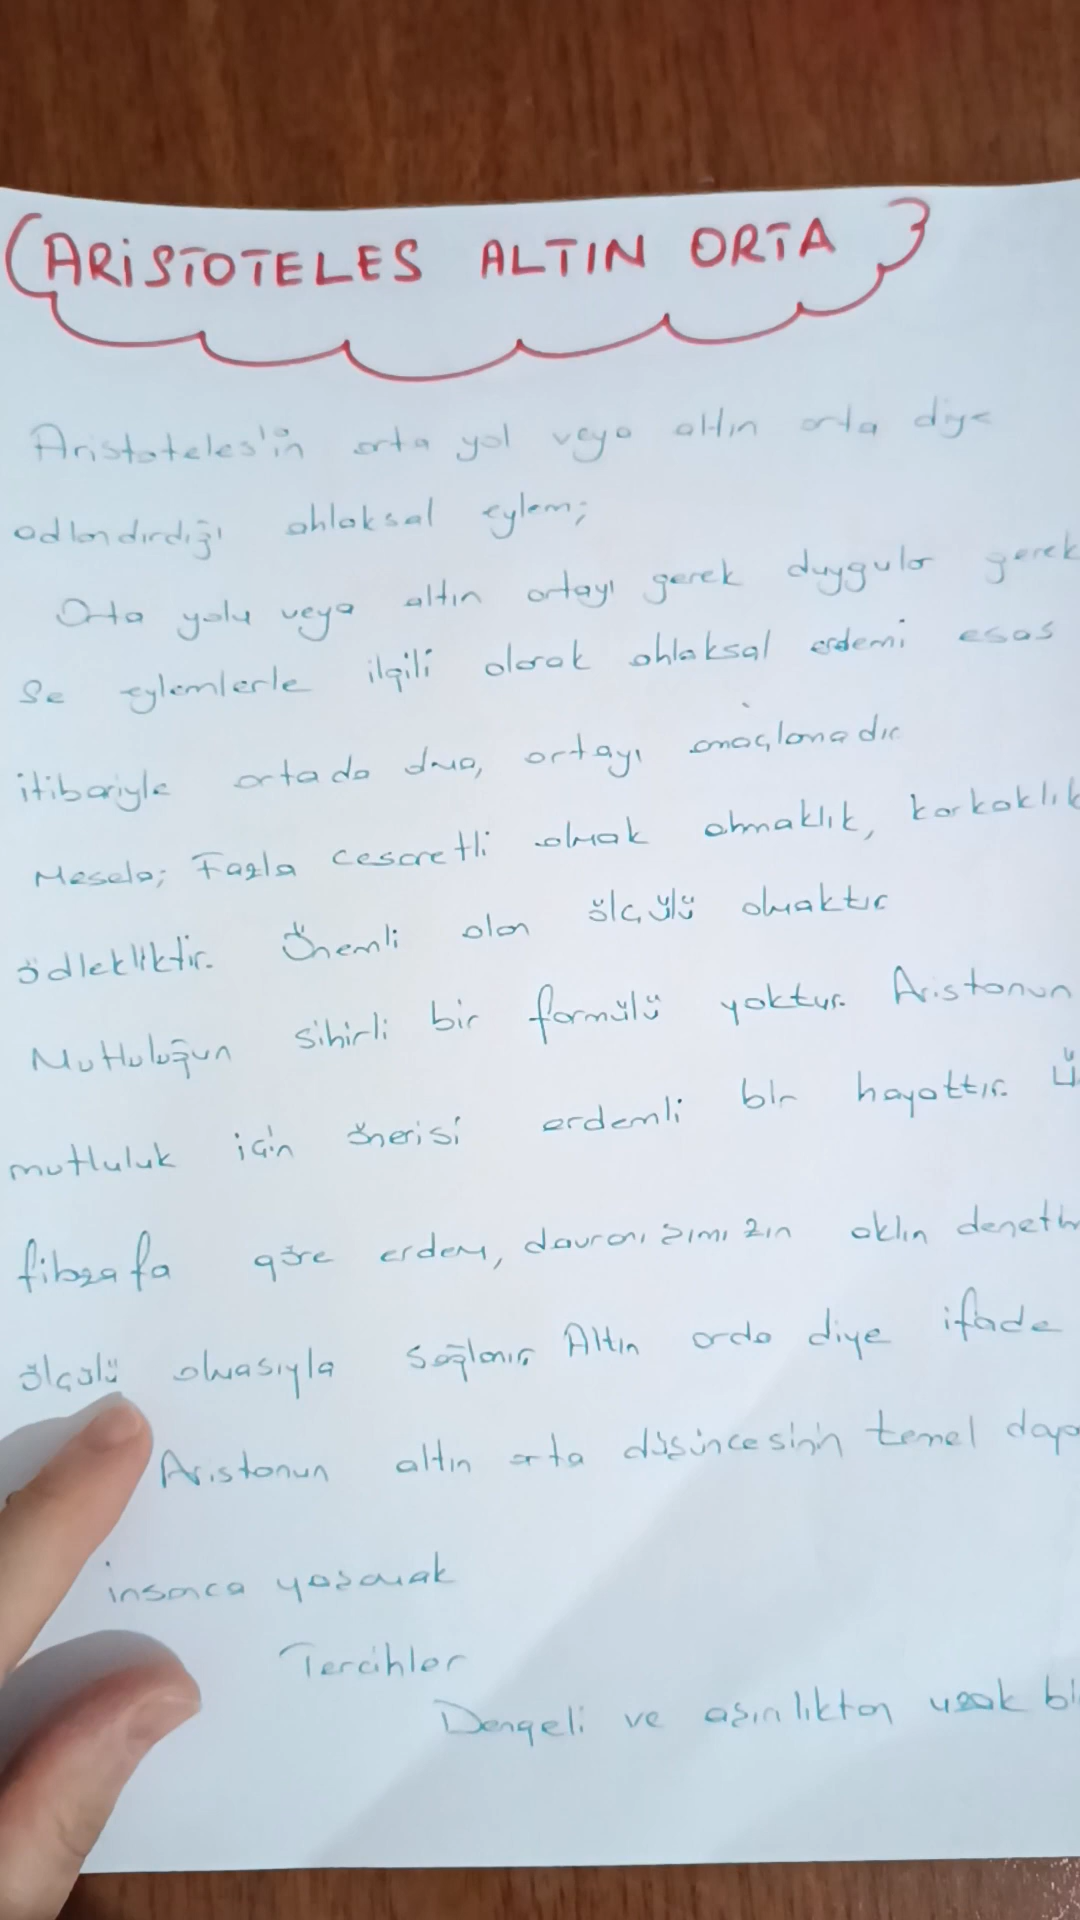 ARİSTOTELES ALTIN ORTA
Aristoteles'in orta yol veya altın orta diye
adlandırdığı ahlaksal eylem;
Orta yolu veya altın ortayı gerek duygular gerek
se eylemlerle ilgili olarak ahlaksal erdemi esas
itibariyle ortada olma, ortayı amaçlamadır
Mesela; Fazla cesaretli olmak ahmaklık, korkaklık
ödlekliktir. Önemli olan ölçülü olmaktır
Mutluluğun sihirli bir formülü yoktur. Aristonun
mutluluk için önerisi erdemli bir hayattır. Ü
filozofa göre erdem, davranışımızın aklın
ölçülü olmasıyla sağlanır Altın orda diye ifade
Aristonun altın orta düşüncesinin temel
insanca yaşamak
Tercihler
Dengeli ve aşırılıktan uzak